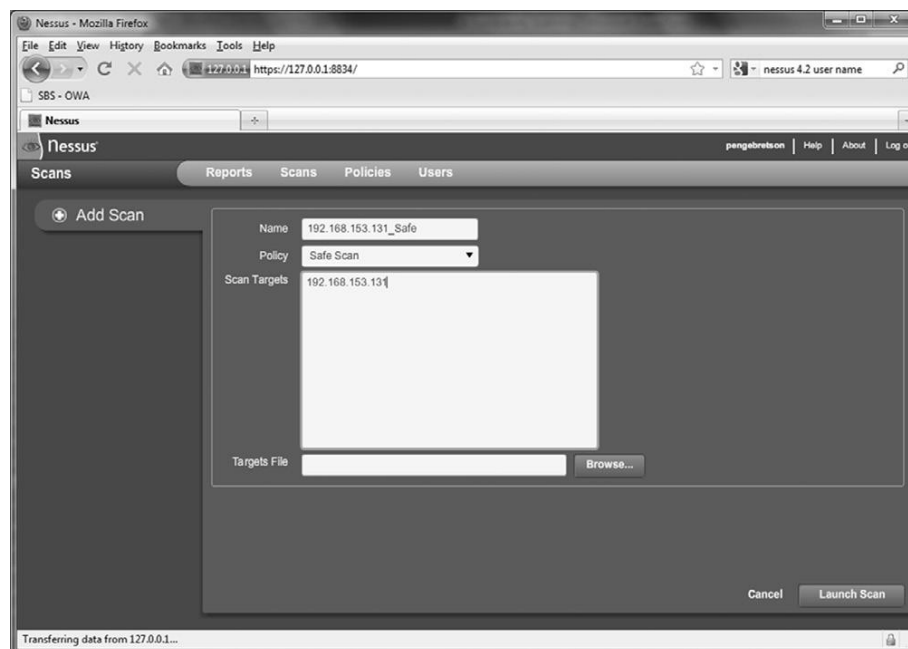 Nessus - Mozilla Firefox
File Edit View History Bookmarks Tools Help
127.0.0.1 https://127.0.0.1:8834/
nessus 4.2 user name
SBS - OWA
Nessus
Nessus
pengebretson Help About Log o
Scans
Reports Scans Policies Users
Add Scan
Name 192.168.153.131_Safe
Policy Safe Scan
Scan Targets 192.168.153.131
Targets File Browse...
Cancel Launch Scan
Transferring data from 127.0.0.1...